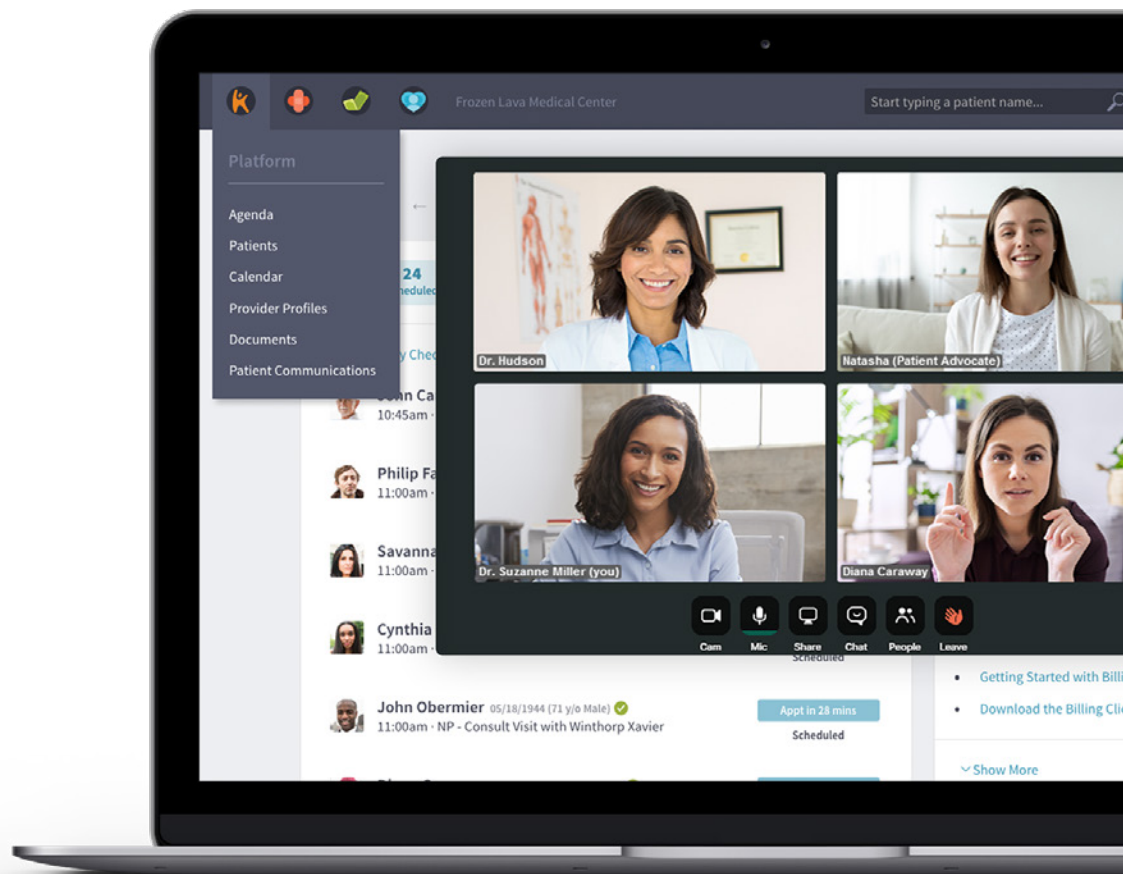 Frozen Lava Medical Center
Start typing a patient name...
Platform
Agenda
Patients
Calendar
Provider Profiles
Documents
Patient Communications
24
Dr. Hudson
Natasha (Patient Advocate)
Dr. Suzanne Miller (you)
Diana Caraway
Cam
Mic
Share
Chat
People
Leave
10:45am ·
Philip
11:00am ·
11:00am ·
Cynthia
11:00am ·
Scheduled
John Obermier 05/18/1944 (71 y/o Male)
11:00am · NP - Consult Visit with Winthorp Xavier
Appt in 28 mins
Scheduled
Getting Started with
Download the Billing
Show More